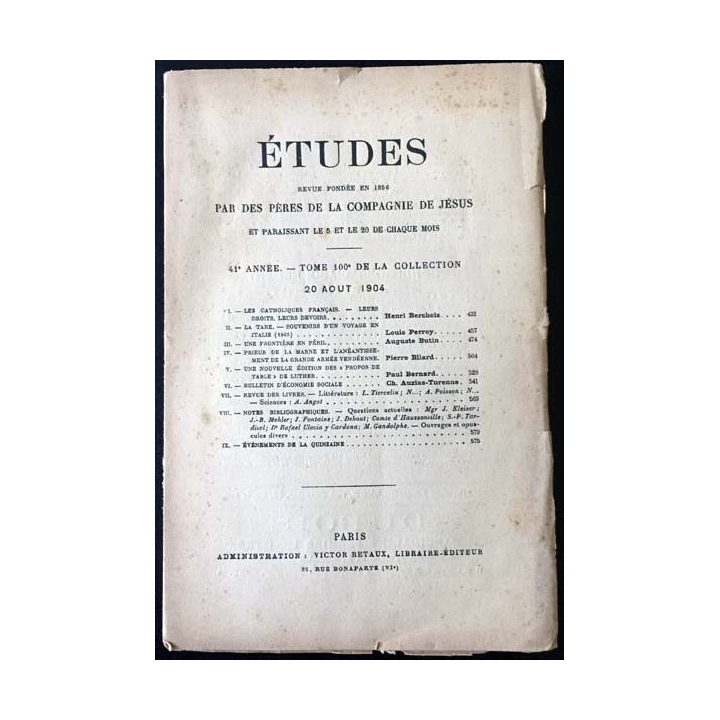 ÉTUDES
REVUE FONDÉE EN 1856
PAR DES PÈRES DE LA COMPAGNIE DE JÉSUS
ET PARAISSANT LE 5 ET LE 20 DE CHAQUE MOIS
41e ANNÉE. — TOME 100e DE LA COLLECTION
20 AOUT 1904
I. — LES CATHOLIQUES FRANÇAIS. — LEURS
DROITS, LEURS DEVOIRS. . . . . . . . . Henri Berchois. . . . 433
II. — LA TARE. — SOUVENIRS D'UN VOYAGE EN
ITALIE (1903) . . . . . . . . . . . . . . Louis Perroy. . . . 457
III. — UNE FRONTIÈRE EN PÉRIL. . . . . . . . Auguste Butin . . . . 474
IV. — PRIEUR DE LA MARNE ET L'ANÉANTISSE-
MENT DE LA GRANDE ARMÉE VENDÉENNE. Pierre Bliard. . . . 504
V. — UNE NOUVELLE ÉDITION DES « PROPOS DE
TABLE » DE LUTHER. . . . . . . . . . . Paul Bernard. . . . 528
VI. — BULLETIN D'ÉCONOMIE SOCIALE . . . . . Ch. Auzias-Turenne. 541
VII. — REVUE DES LIVRES. — Littérature : L. Tiercelin ; N... ; A. Poisson ; N...
— Sciences : A. Angot . . . . . . . . . . . . . . . . . 563
VIII. — NOTES BIBLIOGRAPHIQUES. — Questions actuelles : Mgr J. Kleiser ;
J.-B. Mehler ; J. Fontaine ; J. Debout ; Comte d'Haussonville ; S.-P. Tar-
divel ; Dr Rafael Ulecia y Cardona ; M. Gandolphe. — Ouvrages et opus-
cules divers . . . . . . . . . . . . . . . . . . . . . 570
IX. — ÉVÉNEMENTS DE LA QUINZAINE . . . . . . . . . . . . . . . 575
PARIS
ADMINISTRATION : VICTOR RETAUX, LIBRAIRE-ÉDITEUR
82, RUE BONAPARTE (VIe)